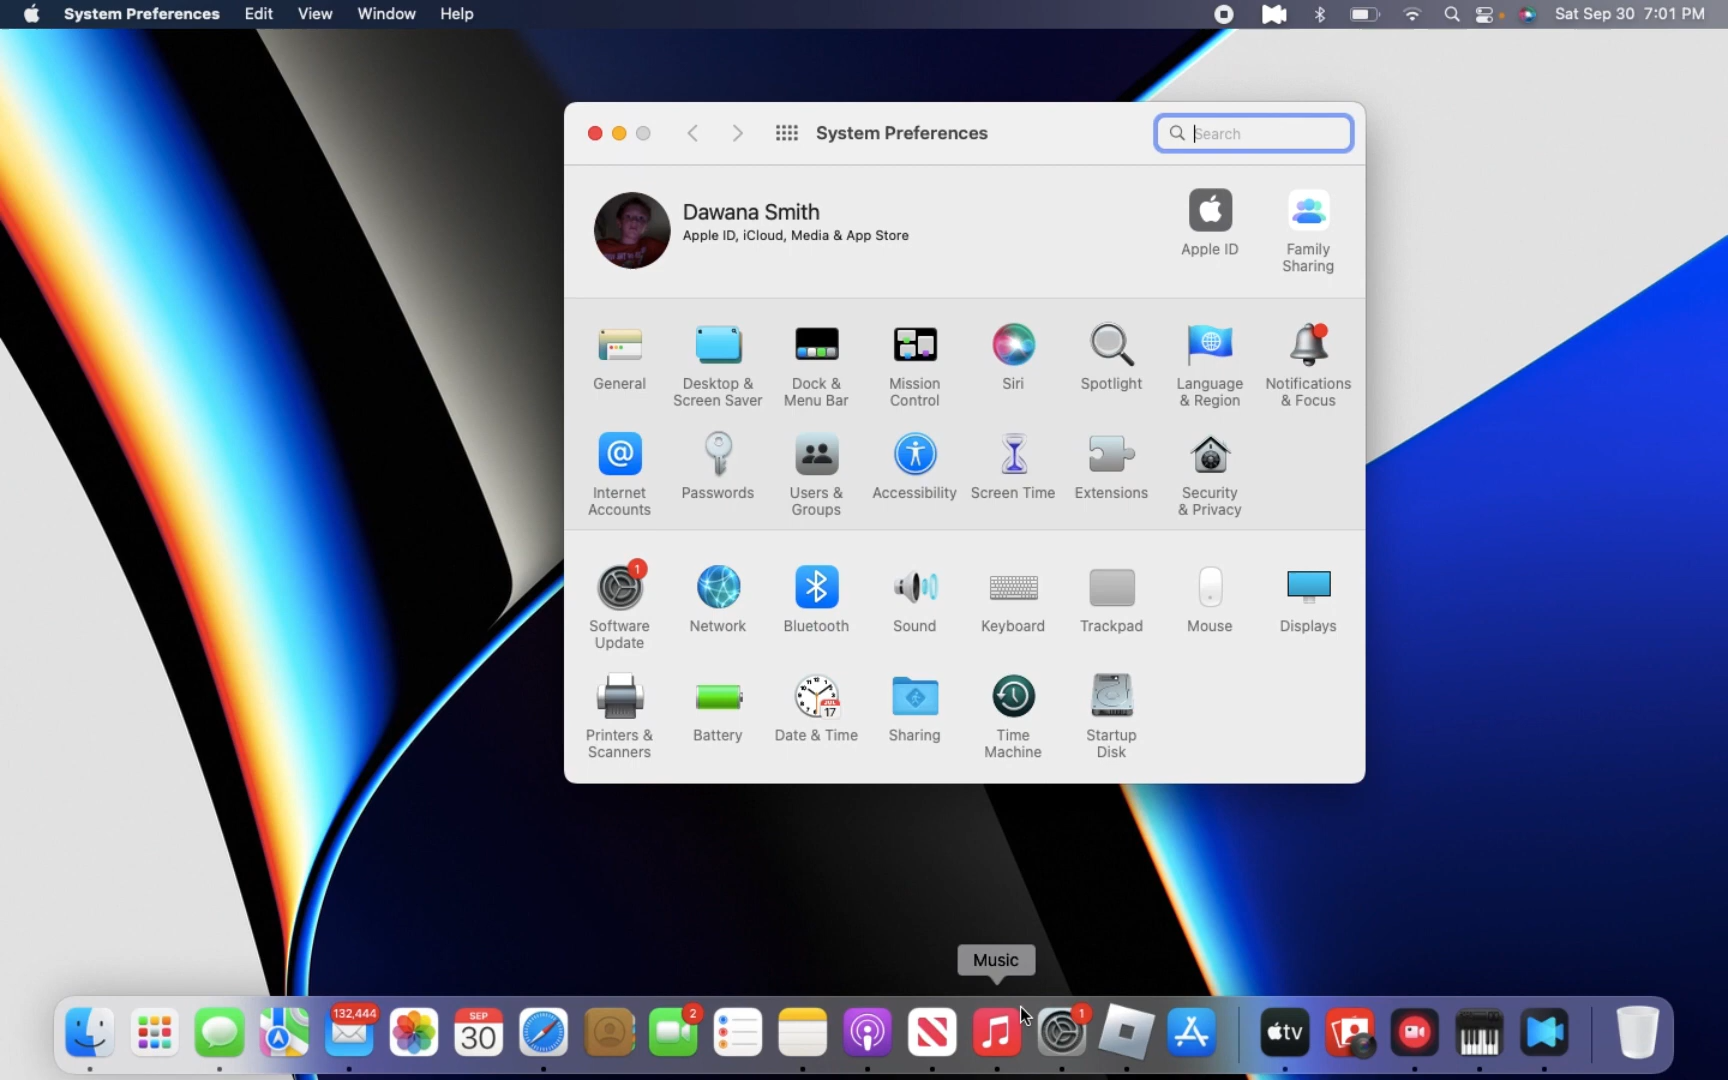 System Preferences Edit View Window Help Sat Sep 30 7:01 PM
System Preferences
Search
Dawana Smith
Apple ID, iCloud, Media & App Store
Apple ID
Family
Sharing
General
Desktop &
Screen Saver
Dock &
Menu Bar
Mission
Control
Siri
Spotlight
Language
& Region
Notifications
& Focus
Internet
Accounts
Passwords
Users &
Groups
Accessibility
Screen Time
Extensions
Security
& Privacy
1
Software
Update
Network
Bluetooth
Sound
Keyboard
Trackpad
Mouse
Displays
Printers &
Scanners
Battery
JUL
17
Date & Time
Sharing
Time
Machine
Startup
Disk
Music
132,444
SEP
30
2
1
tv